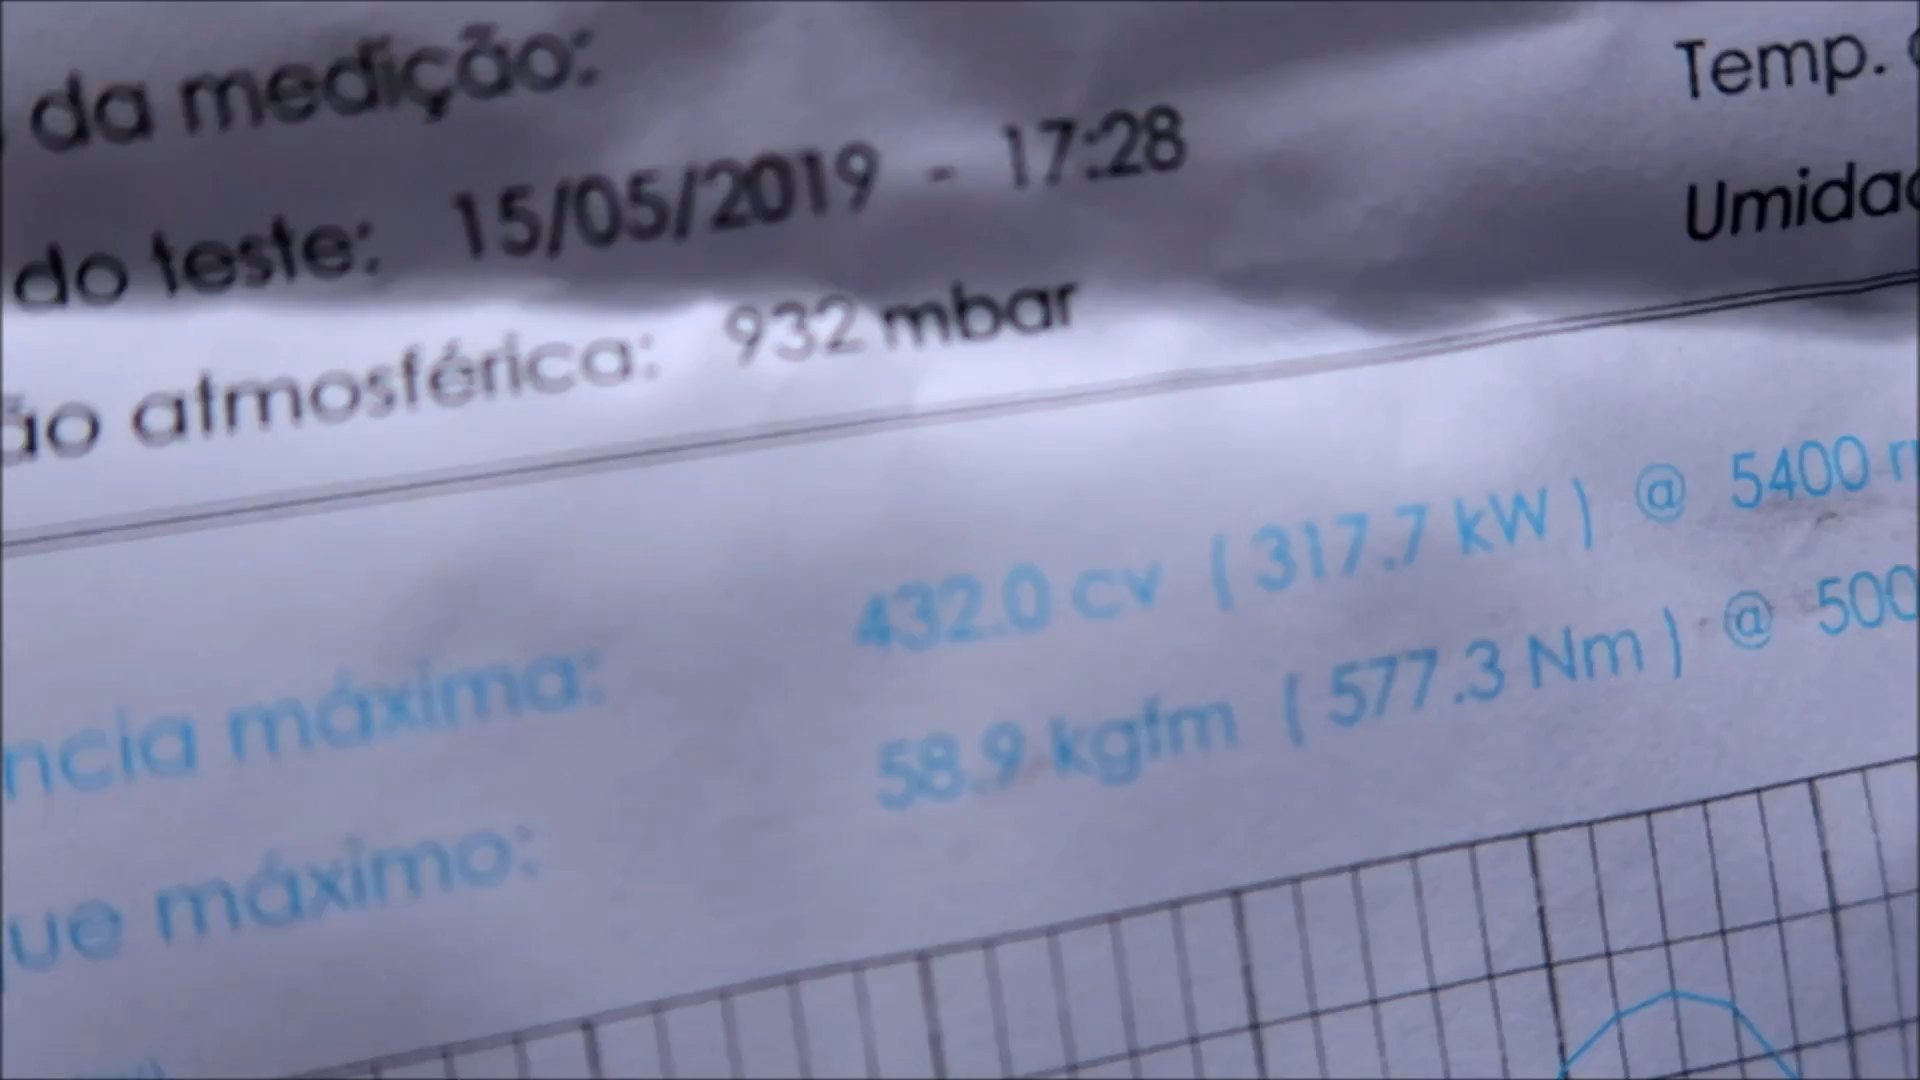 da medição:
Temp.
do teste: 15/05/2019 - 17:28
Umidad
ão atmosférica: 932 mbar
ncia máxima: 432.0 cv ( 317.7 kW ) @ 5400 r
ue máximo: 58.9 kgfm ( 577.3 Nm ) @ 500